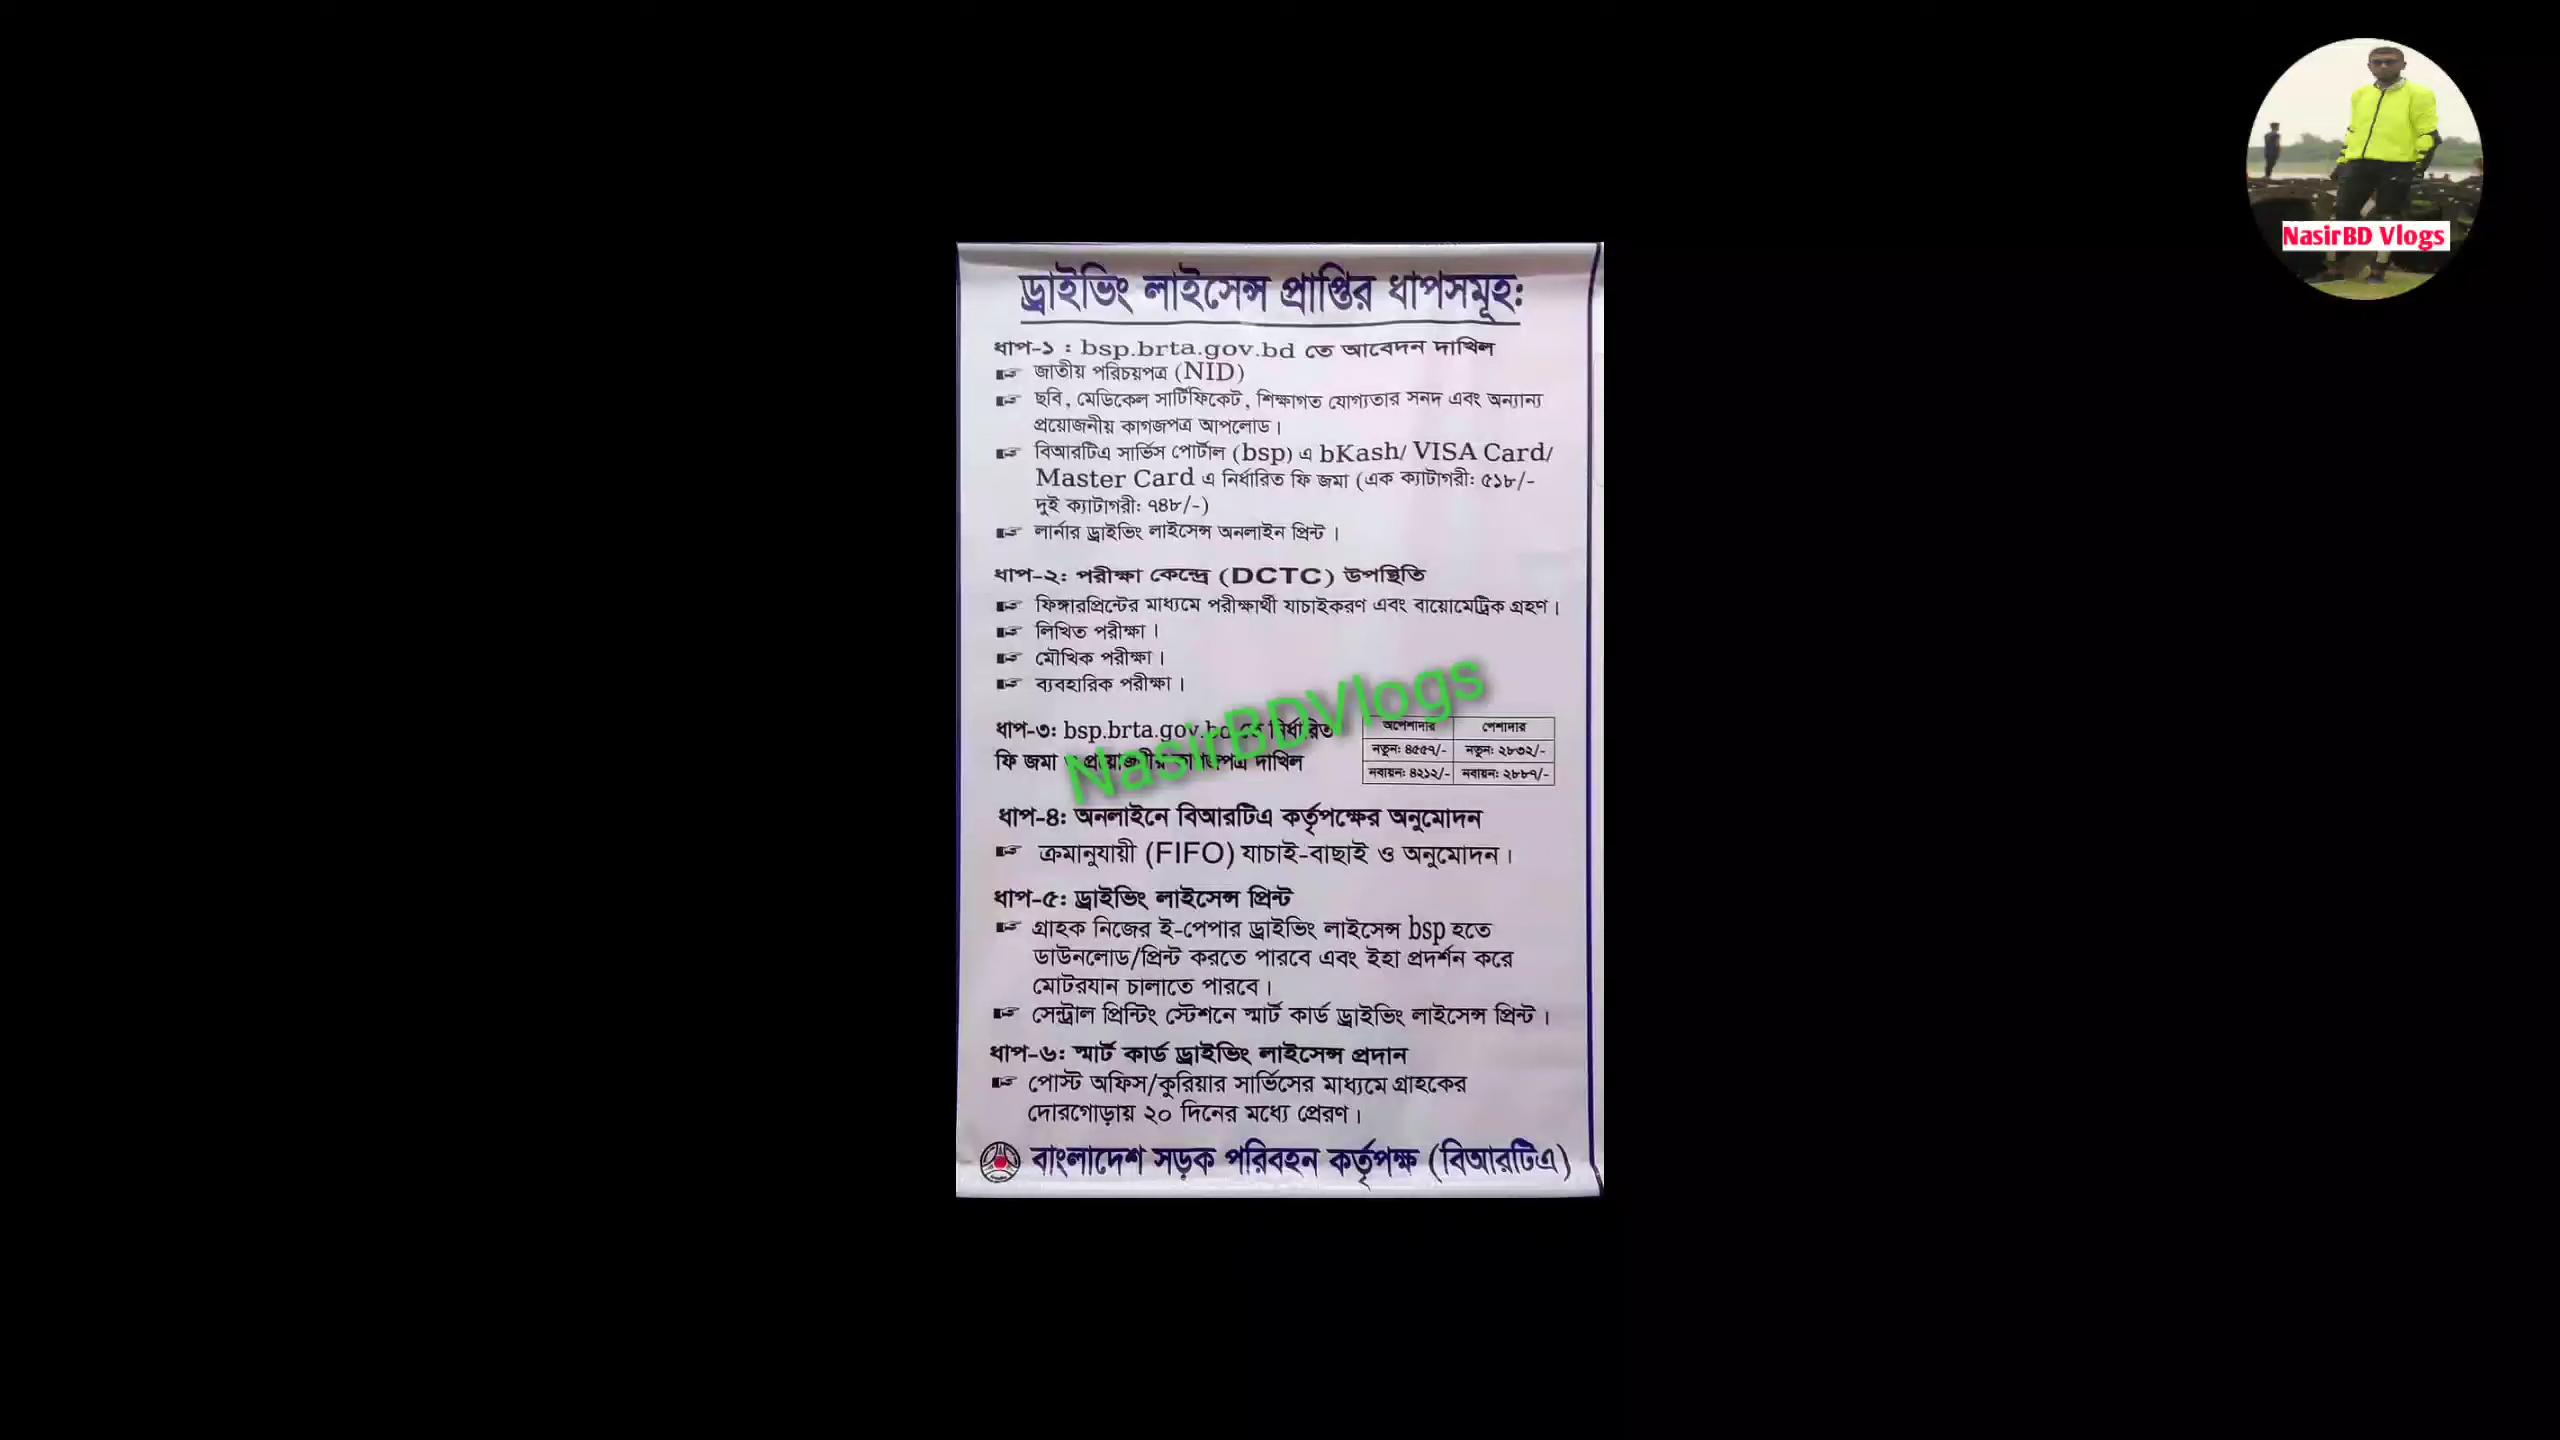 ড্রাইভিং লাইসেন্স প্রাপ্তির ধাপসমূহ:
ধাপ-১ : bsp.brta.gov.bd তে আবেদন দাখিল
☞ জাতীয় পরিচয়পত্র (NID)
☞ ছবি, মেডিকেল সার্টিফিকেট, শিক্ষাগত যোগ্যতার সনদ এবং অন্যান্য
প্রয়োজনীয় কাগজপত্র আপলোড।
☞ বিআরটিএ সার্ভিস পোর্টাল (bsp) এ bKash/ VISA Card/
Master Card এ নির্ধারিত ফি জমা (এক ক্যাটাগরী: ৫১৮/-
দুই ক্যাটাগরী: ৭৪৮/-)
☞ লার্নার ড্রাইভিং লাইসেন্স অনলাইন প্রিন্ট।
ধাপ-২: পরীক্ষা কেন্দ্রে (DCTC) উপস্থিতি
☞ ফিঙ্গারপ্রিন্টের মাধ্যমে পরীক্ষার্থী যাচাইকরণ এবং বায়োমেট্রিক গ্রহণ।
☞ লিখিত পরীক্ষা।
☞ মৌখিক পরীক্ষা।
☞ ব্যবহারিক পরীক্ষা।
ধাপ-৩: bsp.brta.gov.bd তে নির্ধারিত
ফি জমা প্রয়োজনীয় কাগজপত্র দাখিল
অপেশাদার পেশাদার
নতুন: ৪৫৫৭/- নতুন: ২৮৩২/-
নবায়ন: ৪২১২/- নবায়ন: ২৮৮৭/-
NasirBDVlogs
ধাপ-৪: অনলাইনে বিআরটিএ কর্তৃপক্ষের অনুমোদন
☞ ক্রমানুযায়ী (FIFO) যাচাই-বাছাই ও অনুমোদন।
ধাপ-৫: ড্রাইভিং লাইসেন্স প্রিন্ট
☞ গ্রাহক নিজের ই-পেপার ড্রাইভিং লাইসেন্স bsp হতে
ডাউনলোড/প্রিন্ট করতে পারবে এবং ইহা প্রদর্শন করে
মোটরযান চালাতে পারবে।
☞ সেন্ট্রাল প্রিন্টিং স্টেশনে স্মার্ট কার্ড ড্রাইভিং লাইসেন্স প্রিন্ট।
ধাপ-৬: স্মার্ট কার্ড ড্রাইভিং লাইসেন্স প্রদান
☞ পোস্ট অফিস/কুরিয়ার সার্ভিসের মাধ্যমে গ্রাহকের
দোরগোড়ায় ২০ দিনের মধ্যে প্রেরণ।
বাংলাদেশ সড়ক পরিবহন কর্তৃপক্ষ (বিআরটিএ)
NasirBD Vlogs